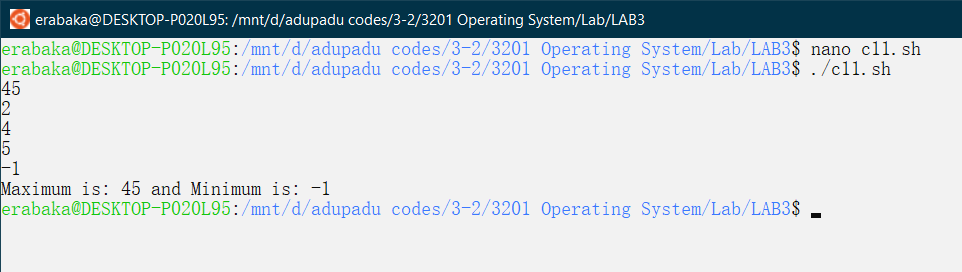 erabaka@DESKTOP-P020L95: /mnt/d/adupadu codes/3-2/3201 Operating System/Lab/LAB3
erabaka@DESKTOP-P020L95:/mnt/d/adupadu codes/3-2/3201 Operating System/Lab/LAB3$ nano c11.sh
erabaka@DESKTOP-P020L95:/mnt/d/adupadu codes/3-2/3201 Operating System/Lab/LAB3$ ./c11.sh
45
2
4
5
-1
Maximum is: 45 and Minimum is: -1
erabaka@DESKTOP-P020L95:/mnt/d/adupadu codes/3-2/3201 Operating System/Lab/LAB3$